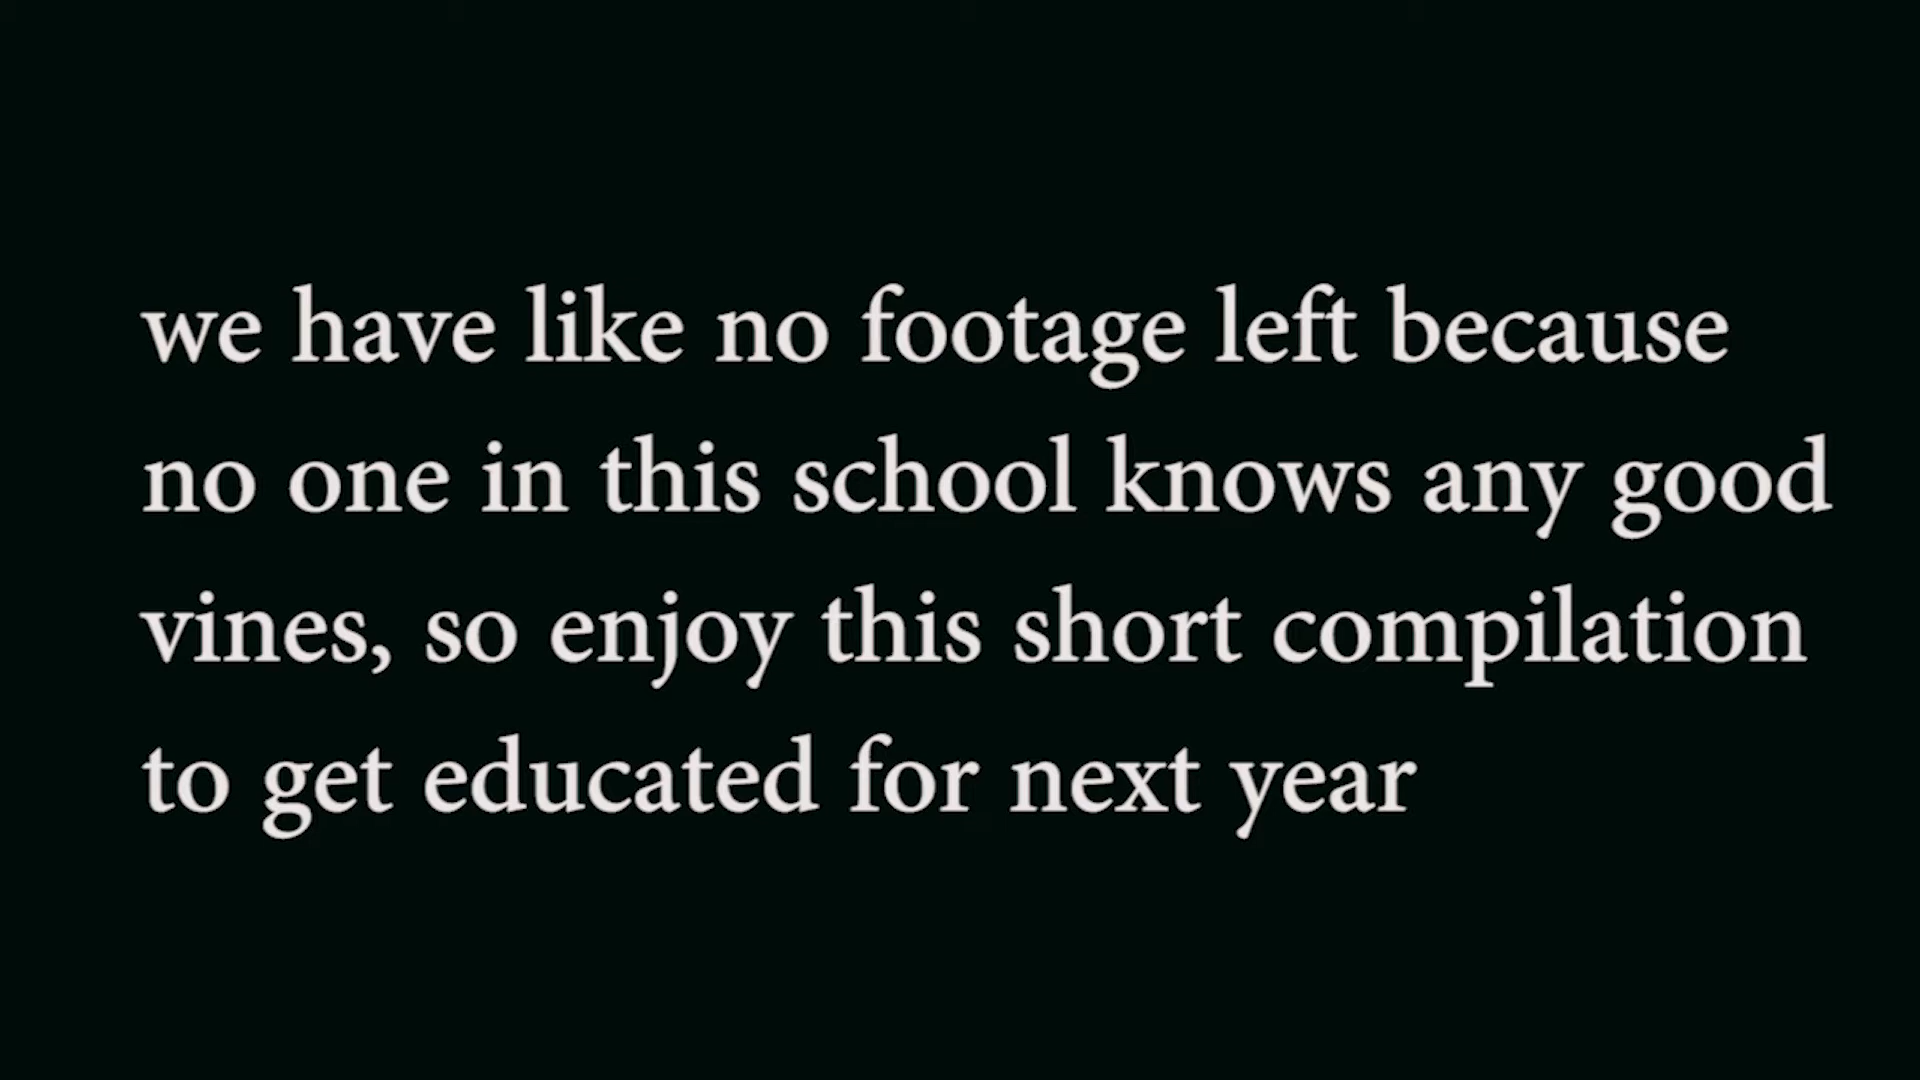 we have like no footage left because
no one in this school knows any good
vines, so enjoy this short compilation
to get educated for next year